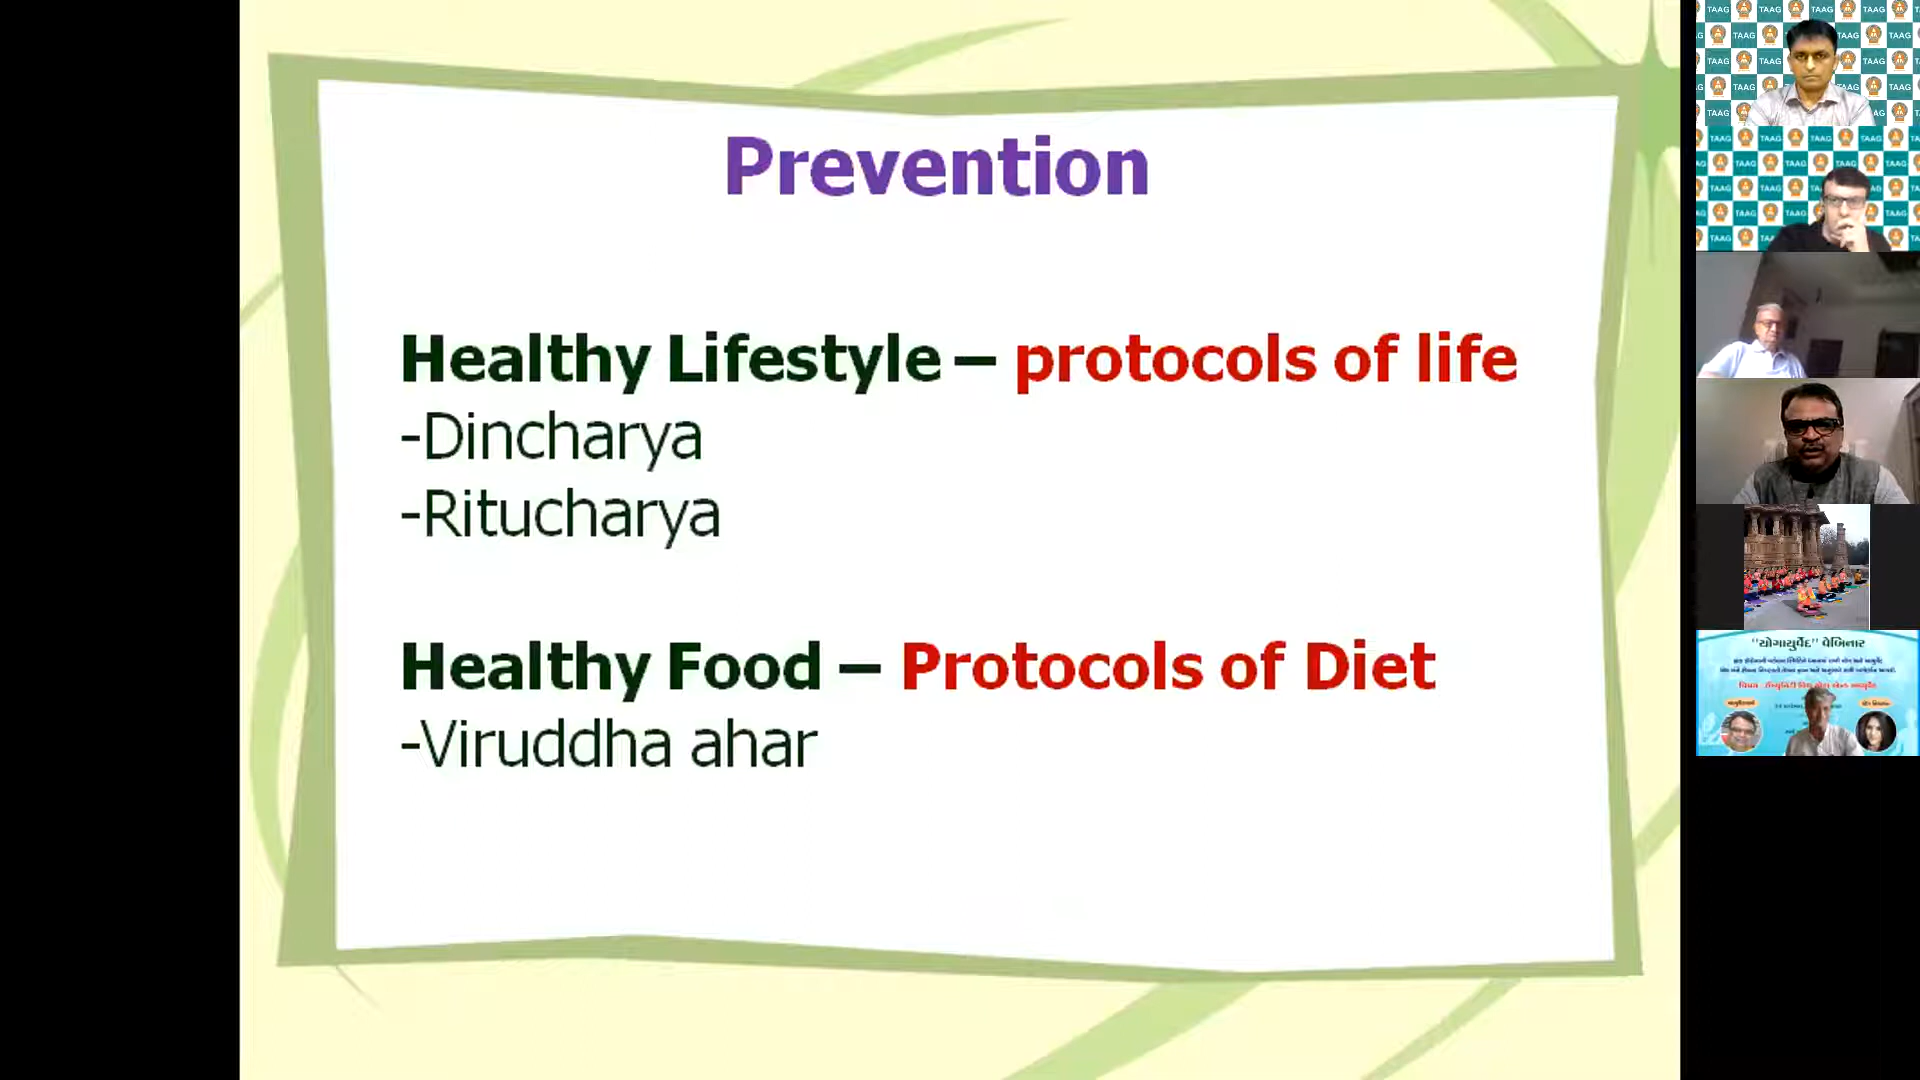 Prevention
Healthy Lifestyle – protocols of life
-Dincharya
-Ritucharya
Healthy Food – Protocols of Diet
-Viruddha ahar
TAAG
"યોગાયુર્વેદ" વેબિનાર